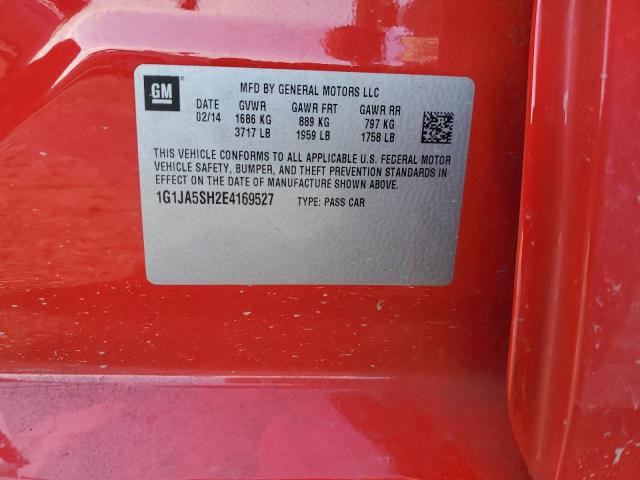 GM
MFD BY GENERAL MOTORS LLC
DATE GVWR GAWR FRT GAWR RR
02/14 1686 KG 889 KG 797 KG
3717 LB 1959 LB 1758 LB
THIS VEHICLE CONFORMS TO ALL APPLICABLE U.S. FEDERAL MOTOR
VEHICLE SAFETY, BUMPER, AND THEFT PREVENTION STANDARDS
IN EFFECT ON THE DATE OF MANUFACTURE SHOWN ABOVE.
1G1JA5SH2E4169527 TYPE: PASS CAR